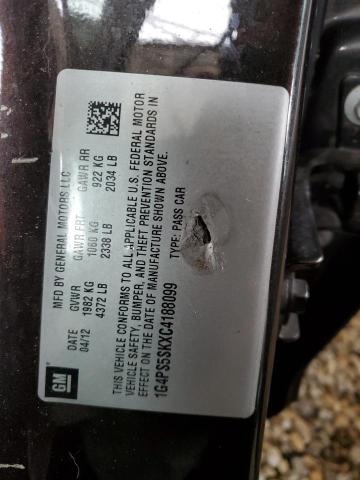 GM
MFD BY GENERAL MOTORS LLC
DATE GVWR GAWR FRT GAWR RR
04/12 1982 KG 1060 KG 922 KG
4372 LB 2338 LB 2034 LB
THIS VEHICLE CONFORMS TO ALL APPLICABLE U.S. FEDERAL MOTOR
VEHICLE SAFETY, BUMPER, AND THEFT PREVENTION STANDARDS IN
EFFECT ON THE DATE OF MANUFACTURE SHOWN ABOVE.
1G4PS5SKXC4188099 TYPE: PASS CAR